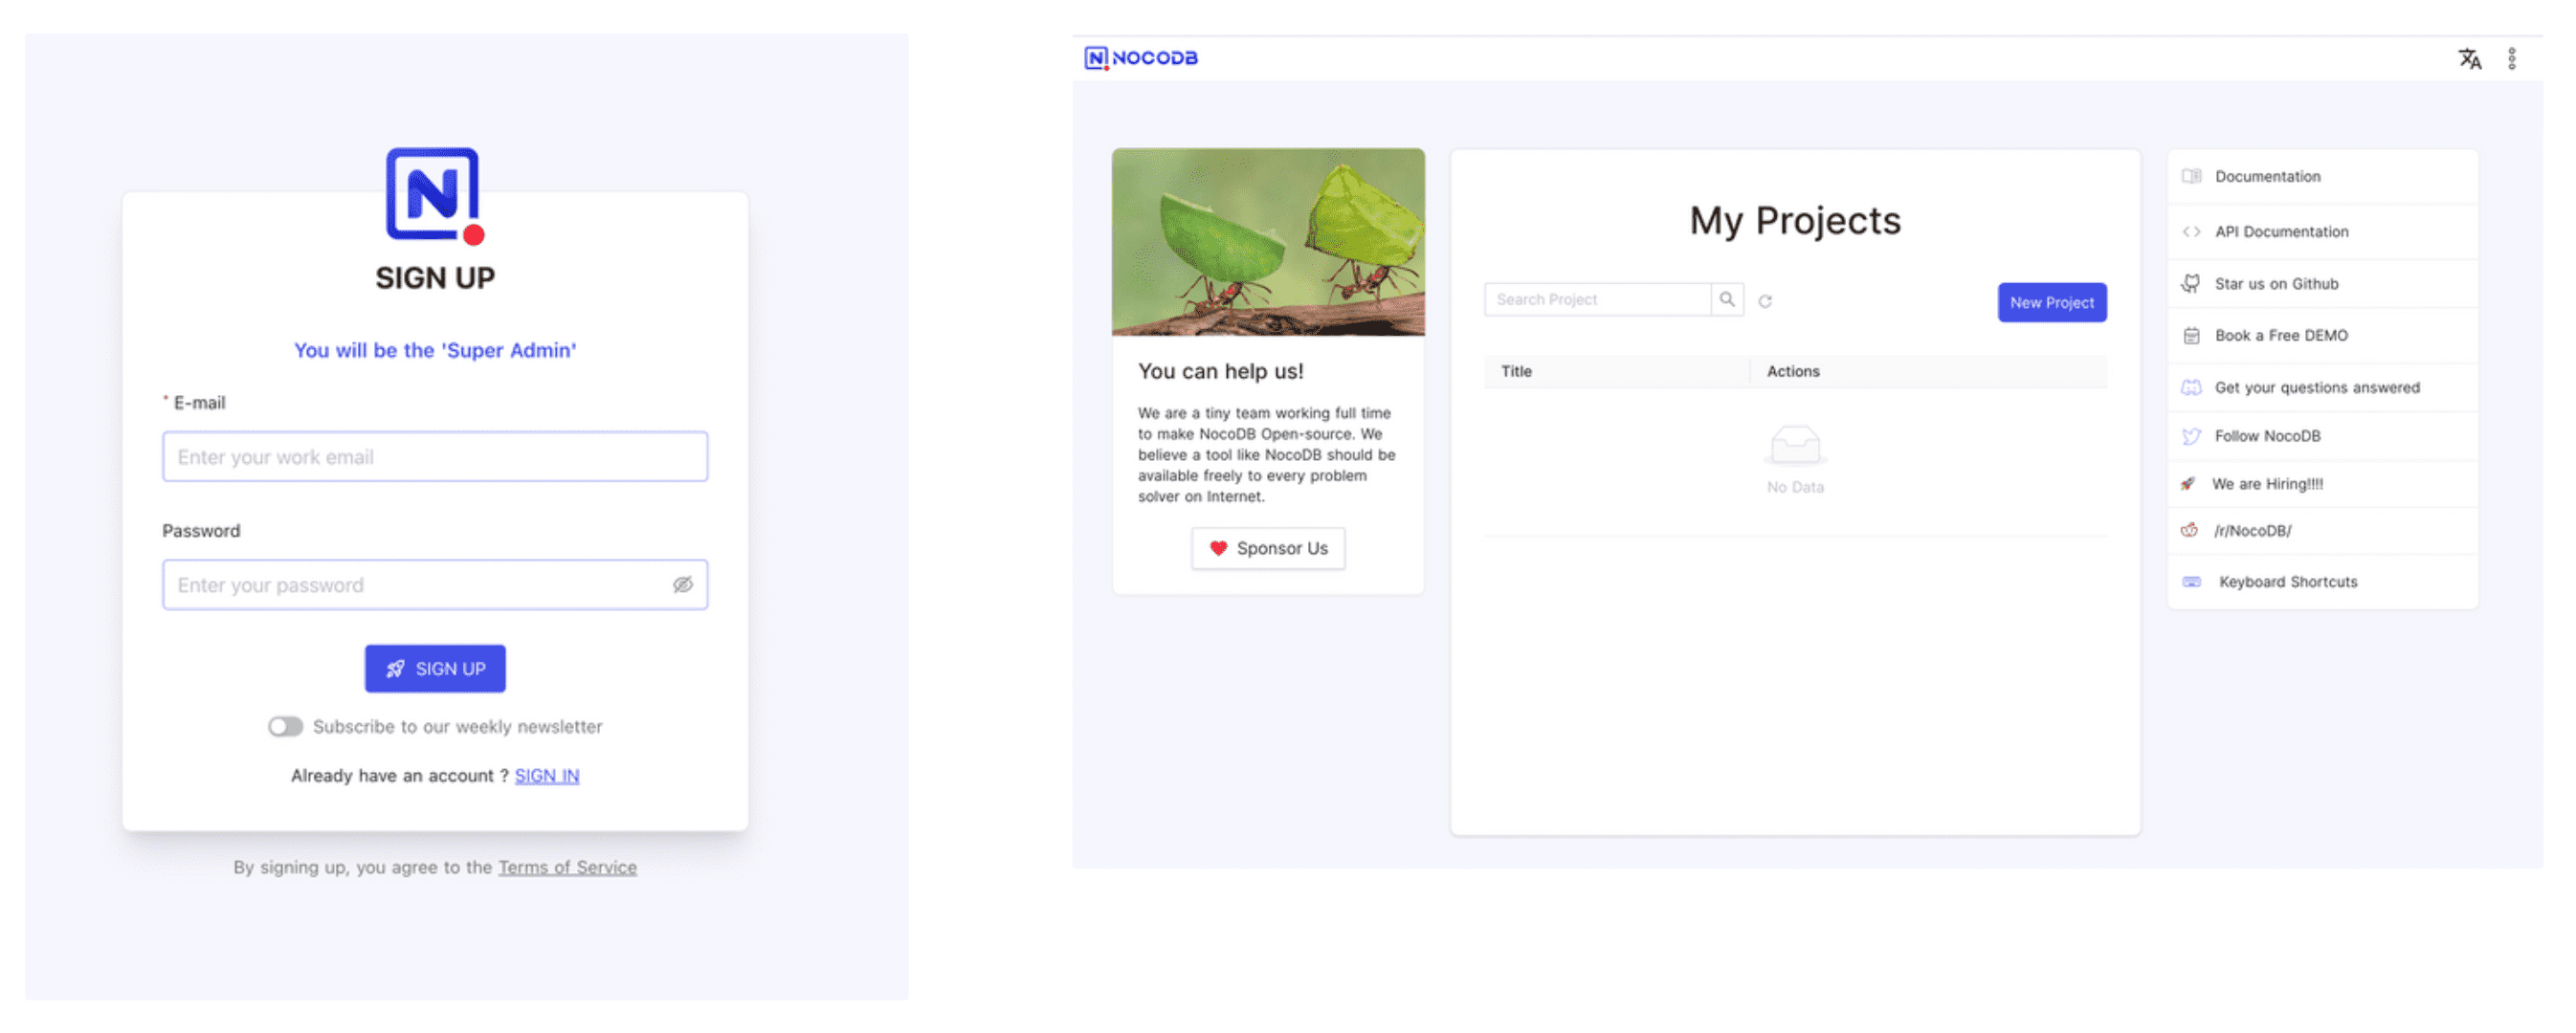 N
SIGN UP
You will be the 'Super Admin'
* E-mail
Enter your work email
Password
Enter your password
SIGN UP
Subscribe to our weekly newsletter
Already have an account ? SIGN IN
By signing up, you agree to the Terms of Service
N NOCODB
You can help us!
We are a tiny team working full time
to make NocoDB Open-source. We
believe a tool like NocoDB should be
available freely to every problem
solver on Internet.
Sponsor Us
My Projects
Search Project
New Project
Title Actions
No Data
Documentation
API Documentation
Star us on Github
Book a Free DEMO
Get your questions answered
Follow NocoDB
We are Hiring!!!!
/r/NocoDB/
Keyboard Shortcuts